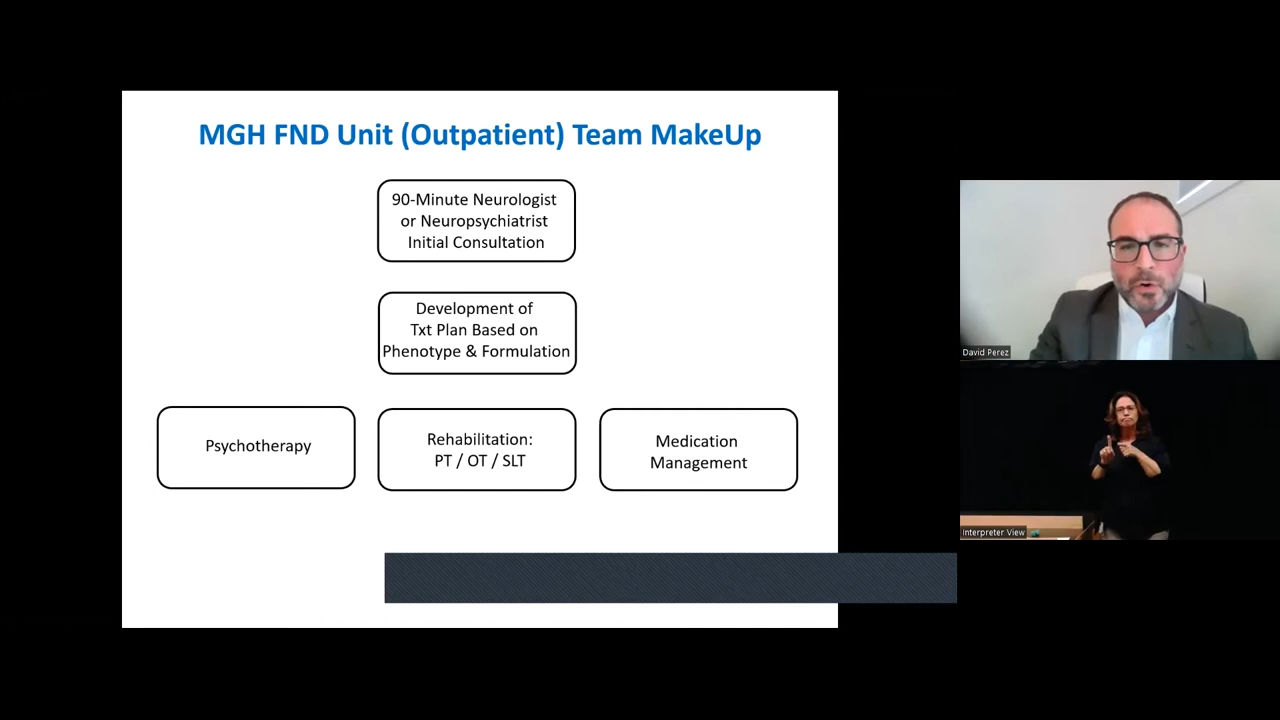 MGH FND Unit (Outpatient) Team MakeUp
90-Minute Neurologist
or Neuropsychiatrist
Initial Consultation
Development of
Txt Plan Based on
Phenotype & Formulation
Psychotherapy
Rehabilitation:
PT / OT / SLT
Medication
Management
David Perez
Interpreter View